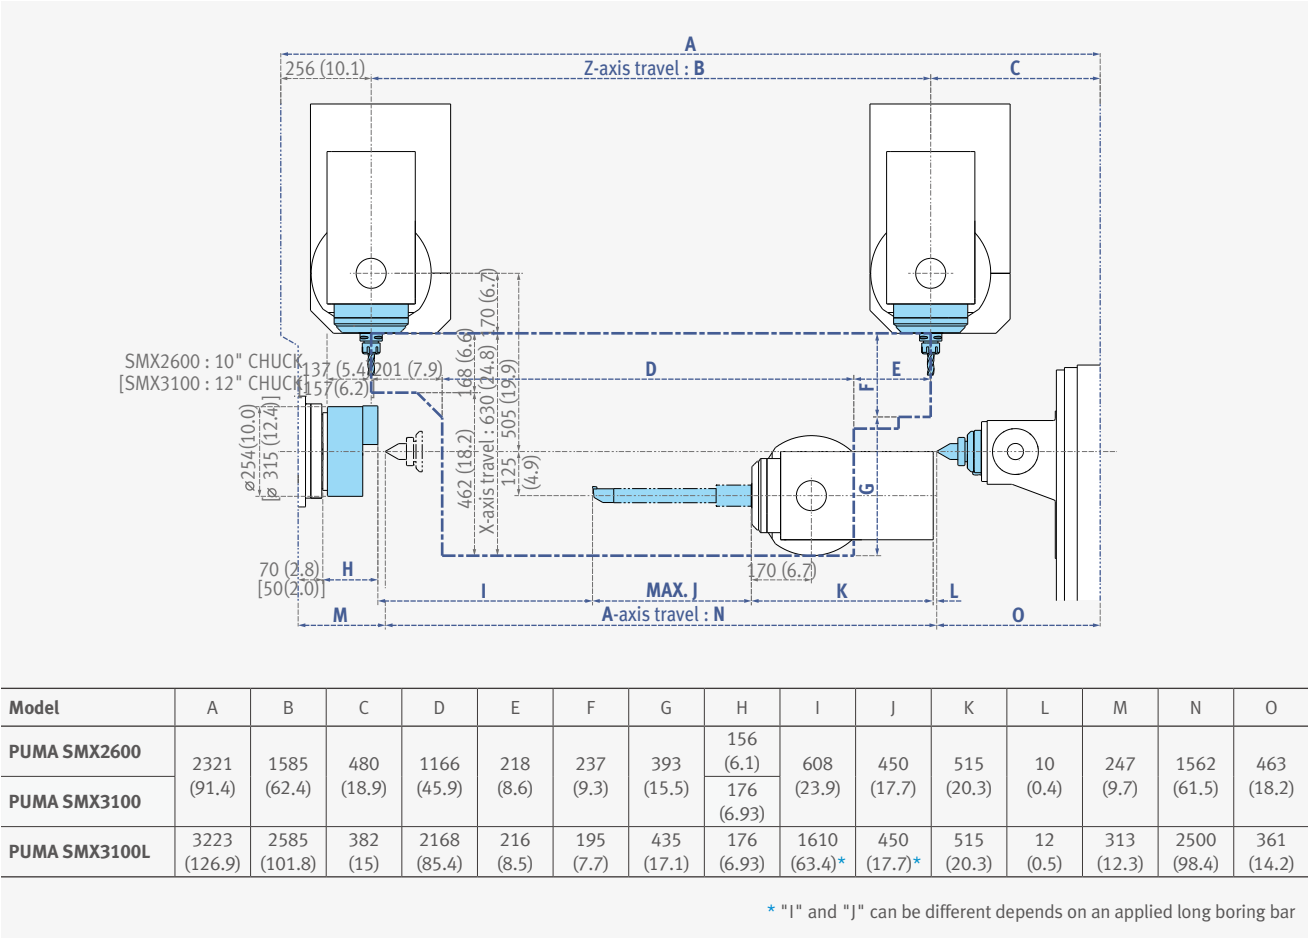 A
256 (10.1)
Z-axis travel : B
C
170 (6.7)
SMX2600 : 10" CHUCK
[SMX3100 : 12" CHUCK]
137 (5.4)
157(6.2)
201 (7.9)
168 (6.6)
D
E
F
X-axis travel : 630 (24.8)
505 (19.9)
462 (18.2)
125
(4.9)
ø254(10.0)
[ø 315 (12.4)]
G
70 (2.8)
[50(2.0)]
H
170 (6.7)
I
MAX. J
K
L
M
A-axis travel : N
O
Model A B C D E F G H I J K L M N O
PUMA SMX2600 2321 1585 480 1166 218 237 393 156 608 450 515 10 247 1562 463
(91.4) (62.4) (18.9) (45.9) (8.6) (9.3) (15.5) (6.1) (23.9) (17.7) (20.3) (0.4) (9.7) (61.5) (18.2)
PUMA SMX3100 176
(6.93)
PUMA SMX3100L 3223 2585 382 2168 216 195 435 176 1610 450 515 12 313 2500 361
(126.9) (101.8) (15) (85.4) (8.5) (7.7) (17.1) (6.93) (63.4)* (17.7)* (20.3) (0.5) (12.3) (98.4) (14.2)
* "I" and "J" can be different depends on an applied long boring bar